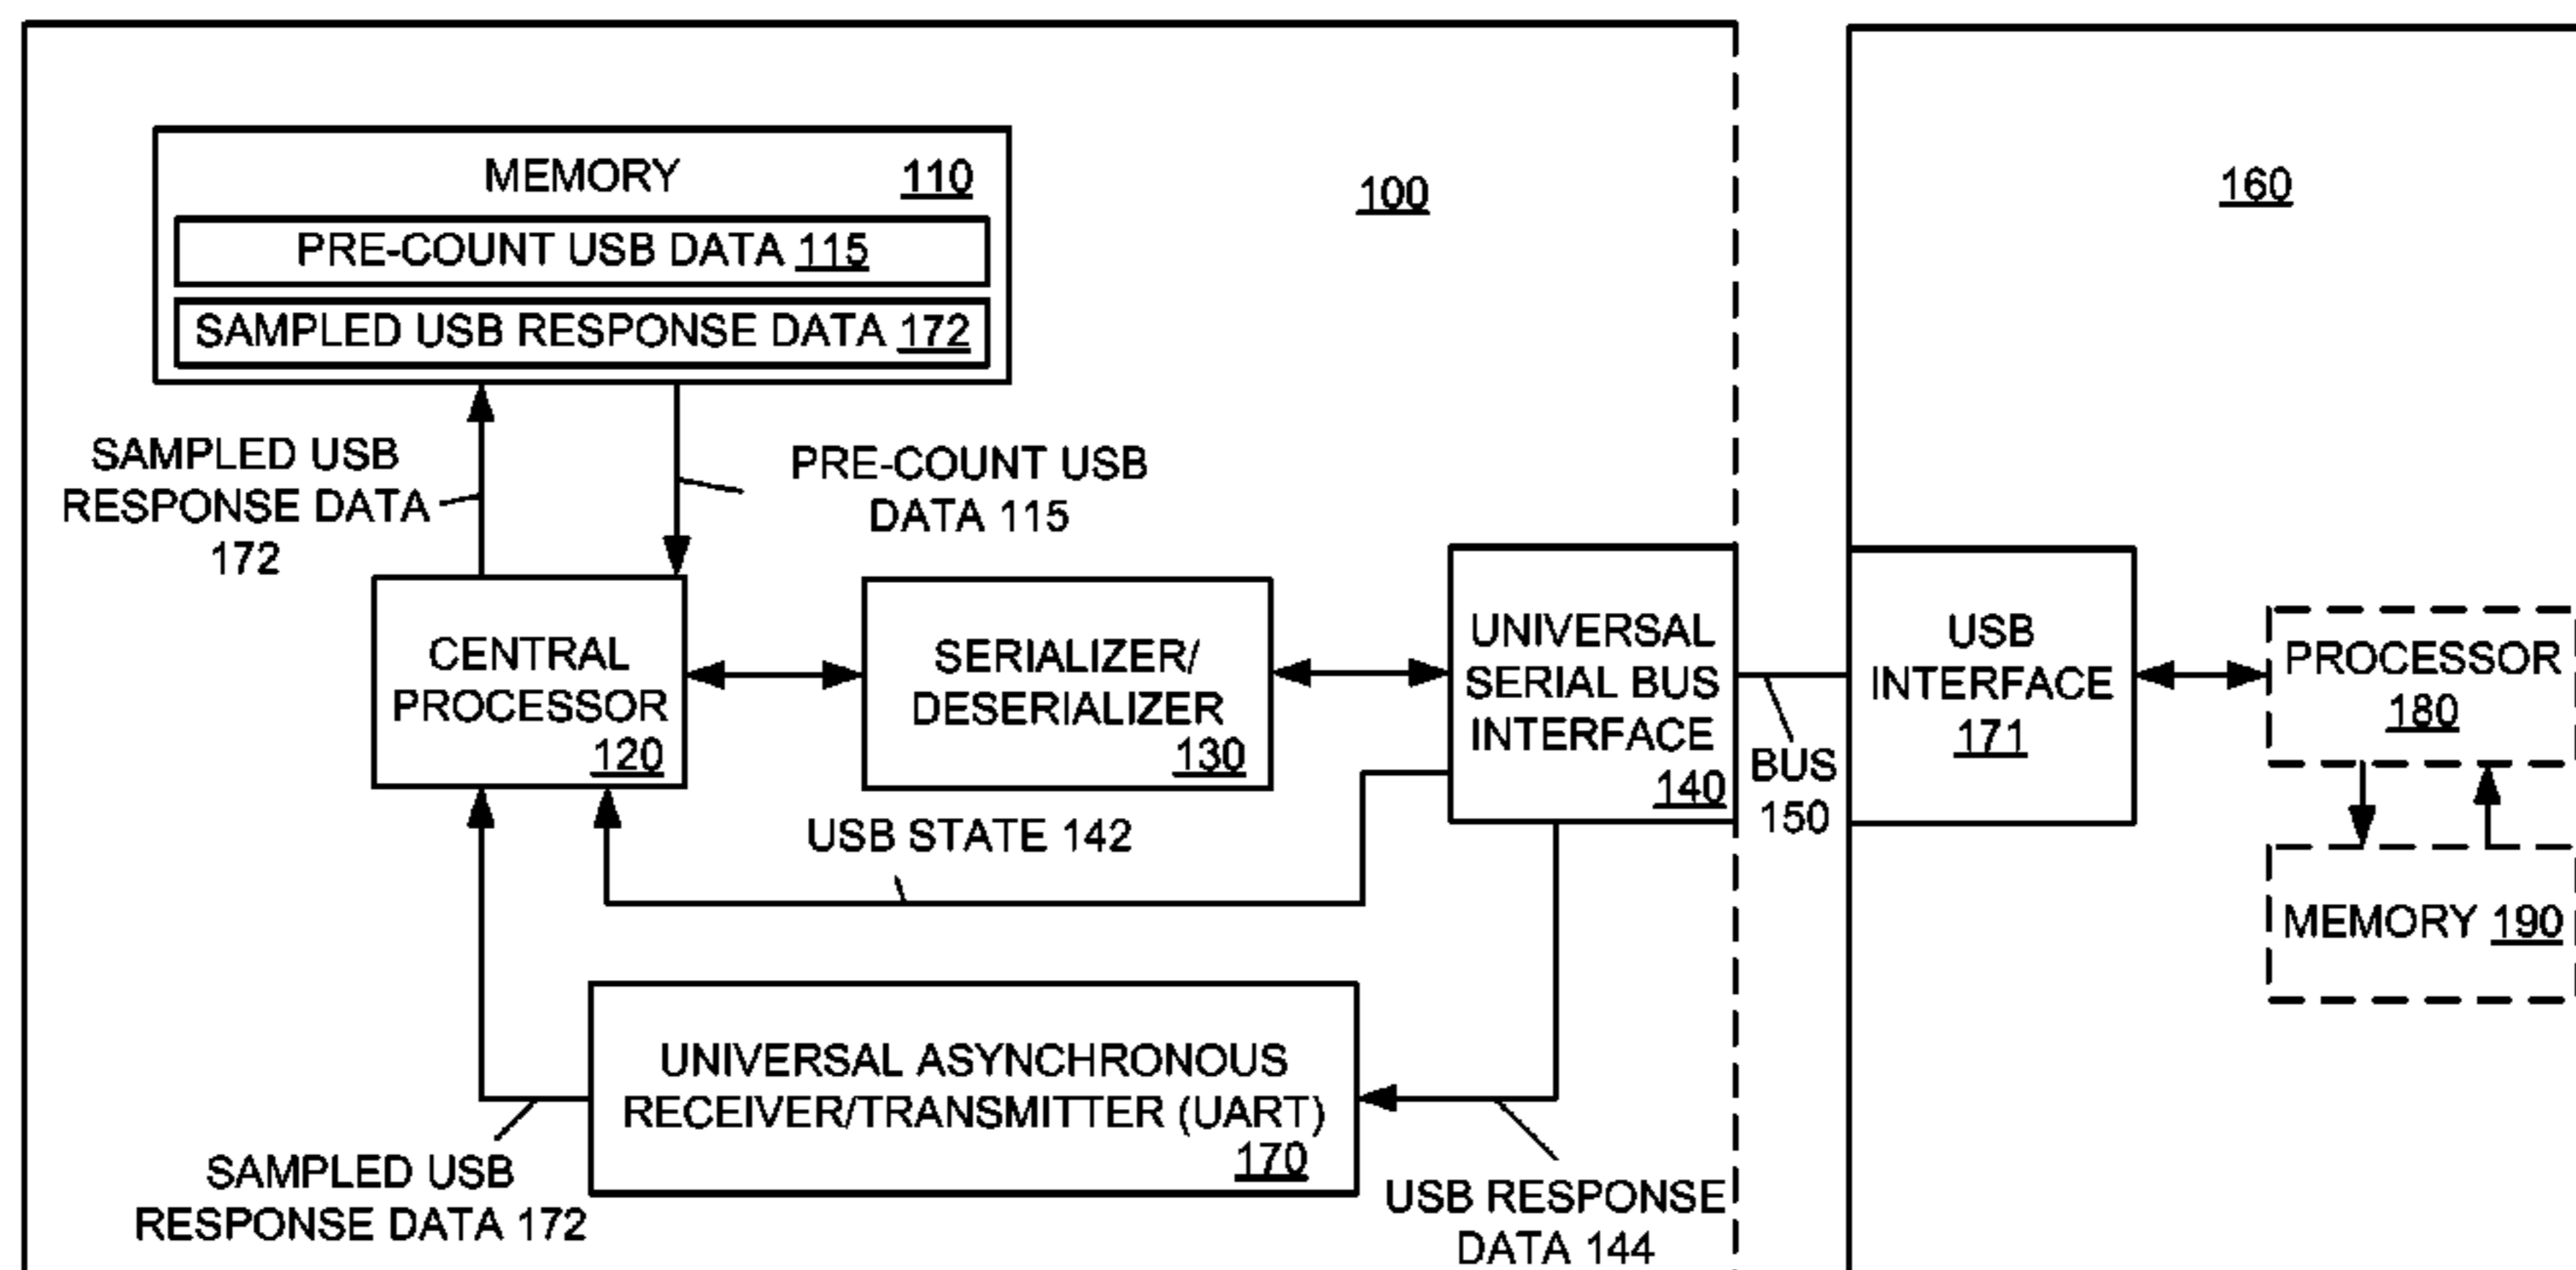 MEMORY 110
PRE-COUNT USB DATA 115
SAMPLED USB RESPONSE DATA 172
100
160
SAMPLED USB
RESPONSE DATA
172
PRE-COUNT USB
DATA 115
CENTRAL
PROCESSOR
120
SERIALIZER/
DESERIALIZER
130
UNIVERSAL
SERIAL BUS
INTERFACE
140
BUS
150
USB
INTERFACE
171
PROCESSOR
180
MEMORY 190
USB STATE 142
UNIVERSAL ASYNCHRONOUS
RECEIVER/TRANSMITTER (UART)
170
SAMPLED USB
RESPONSE DATA 172
USB RESPONSE
DATA 144